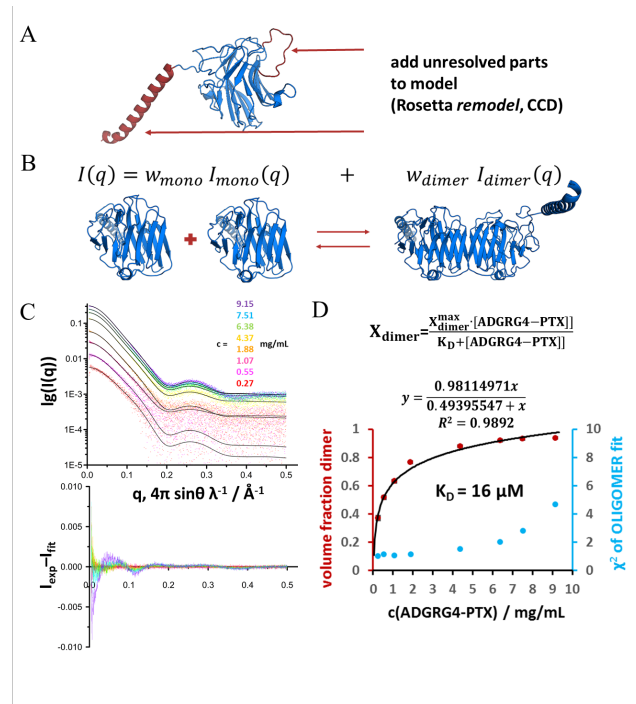 A
add unresolved parts
to model
(Rosetta remodel, CCD)
B
I(q) = w_mono I_mono(q) + w_dimer I_dimer(q)
C
9.15
7.51
6.38
4.37
c = mg/mL
1.88
1.07
0.55
0.27
lg(I(q))
0.1
0.01
1E-3
1E-4
1E-5
0.0 0.1 0.2 0.3 0.4 0.5
q, 4π sinθ λ⁻¹ / Å⁻¹
I_exp−I_fit
0.010
0.005
0.000
-0.005
-0.010
0.0 0.1 0.2 0.3 0.4 0.5
D
X_dimer = X_dimer^max·[ADGRG4−PTX]] / K_D+[ADGRG4−PTX]]
y = 0.98114971x / 0.49395547 + x
R² = 0.9892
volume fraction dimer
1
0.8
0.6
0.4
0.2
0
K_D = 16 µM
10
8
6
4
2
0
χ² of OLIGOMER fit
0 1 2 3 4 5 6 7 8 9 10
c(ADGRG4-PTX) / mg/mL